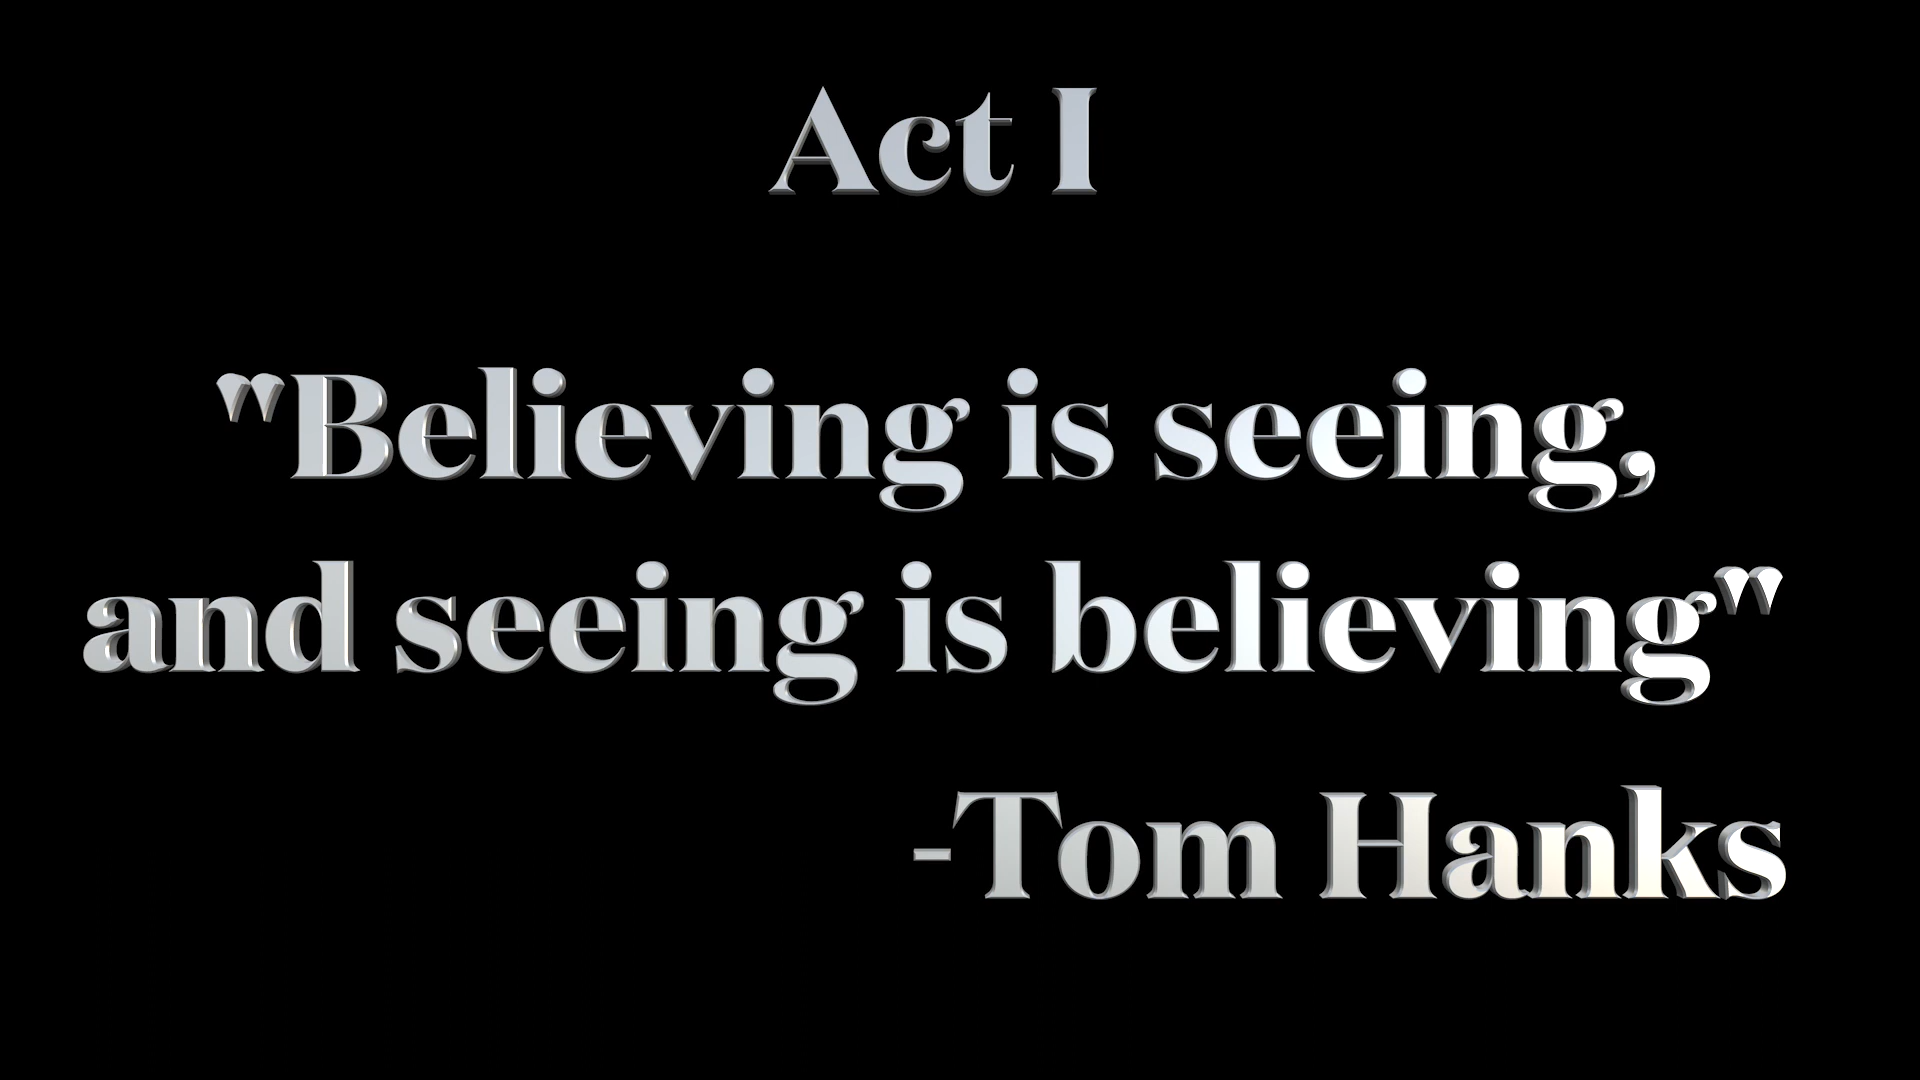 Act I
"Believing is seeing,
and seeing is believing"
-Tom Hanks